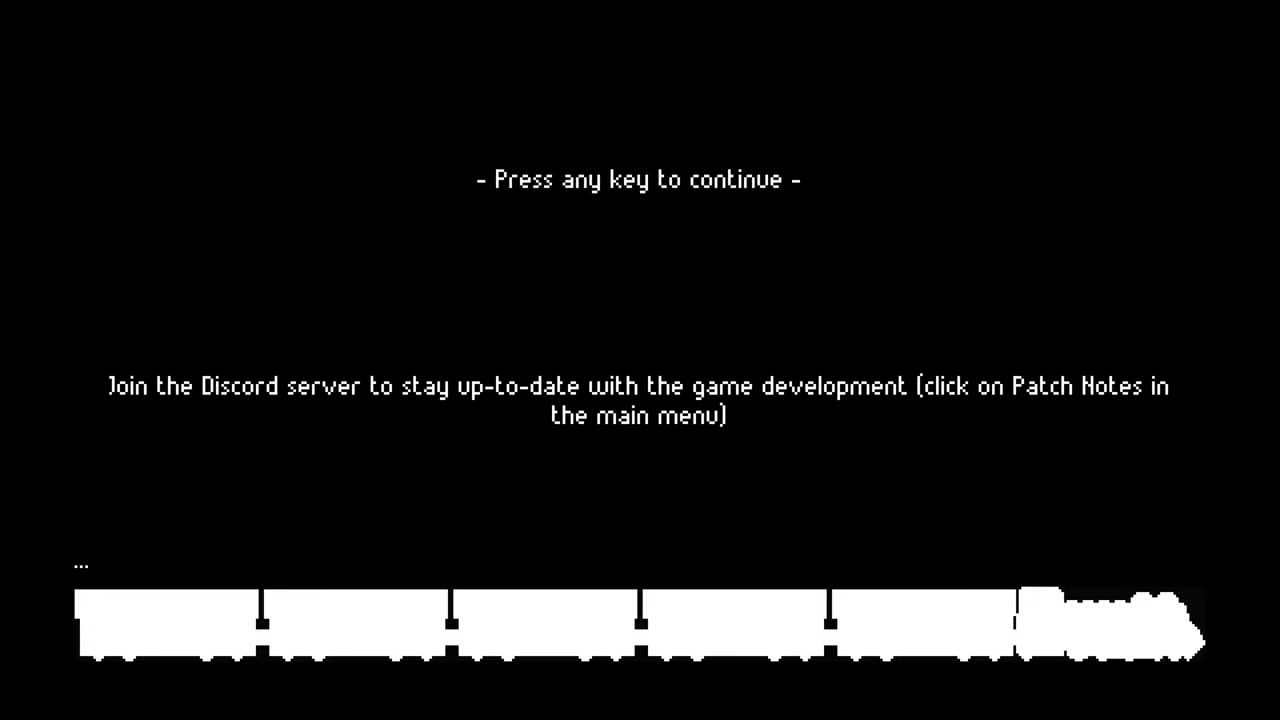 - Press any key to continue -
Join the Discord server to stay up-to-date with the game development (click on Patch Notes in
the main menu)
...